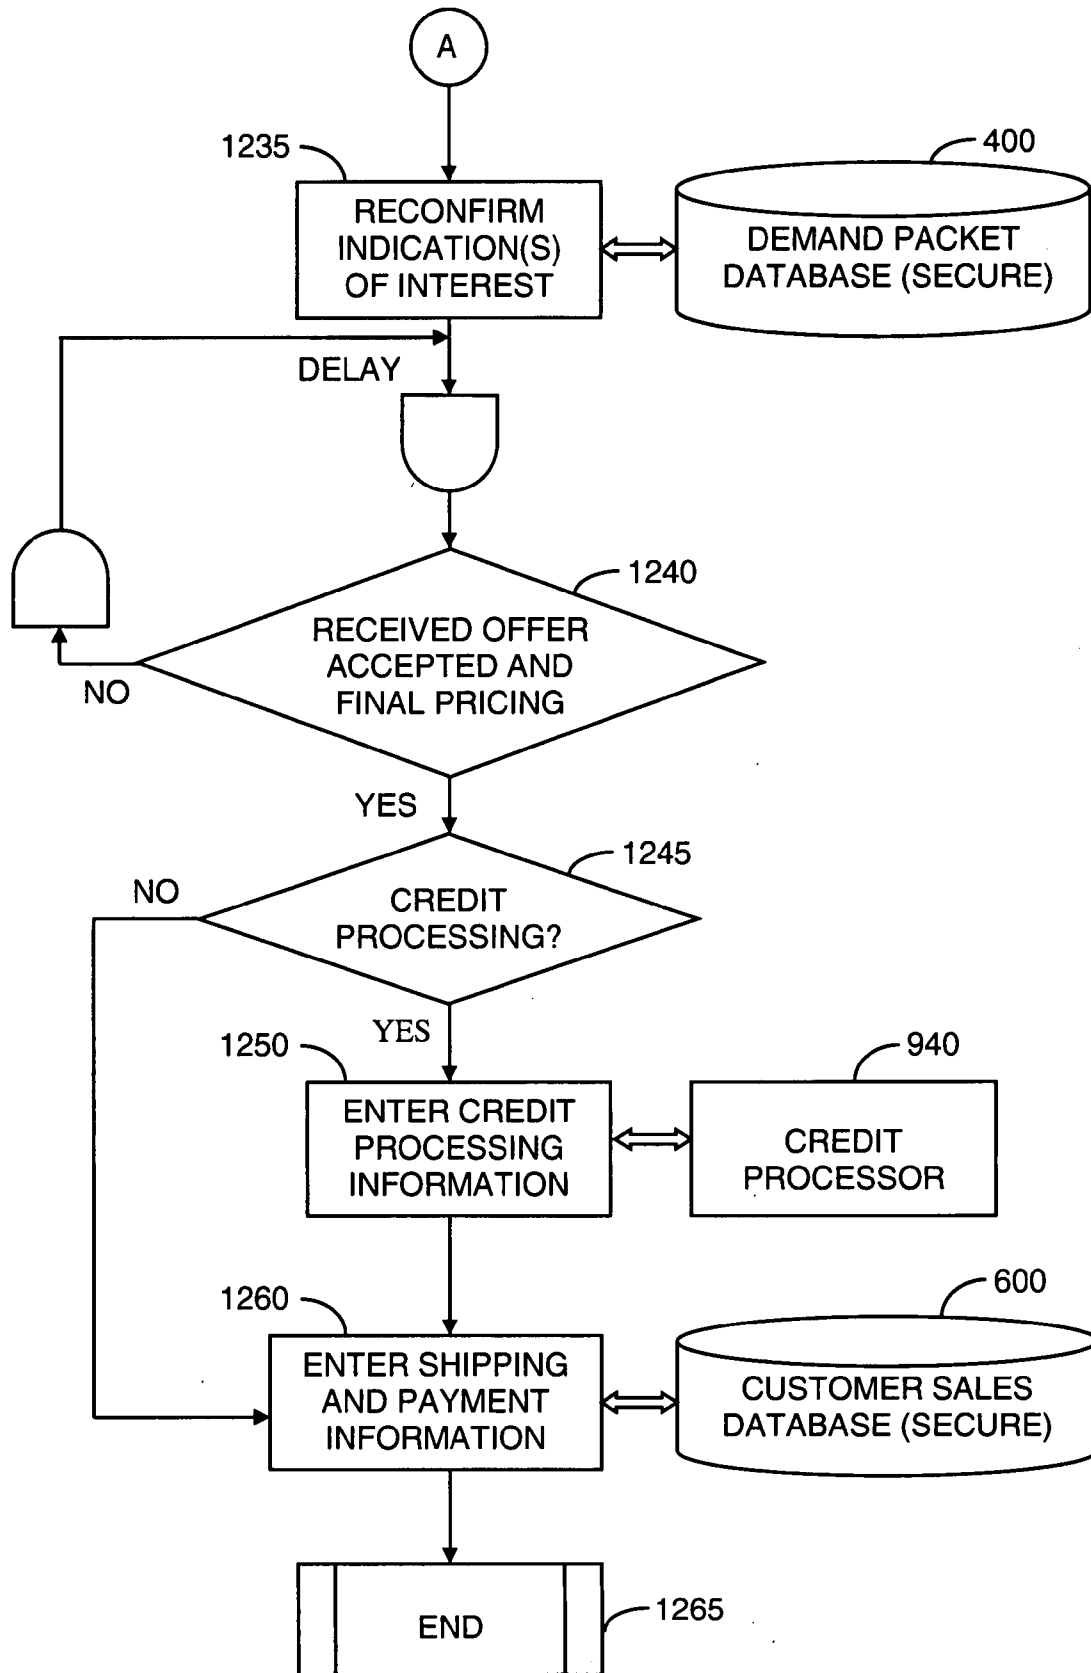 A
1235
400
RECONFIRM
INDICATION(S)
OF INTEREST
DEMAND PACKET
DATABASE (SECURE)
DELAY
1240
RECEIVED OFFER
ACCEPTED AND
FINAL PRICING
NO
YES
1245
NO
CREDIT
PROCESSING?
YES
1250
940
ENTER CREDIT
PROCESSING
INFORMATION
CREDIT
PROCESSOR
1260
600
ENTER SHIPPING
AND PAYMENT
INFORMATION
CUSTOMER SALES
DATABASE (SECURE)
END
1265